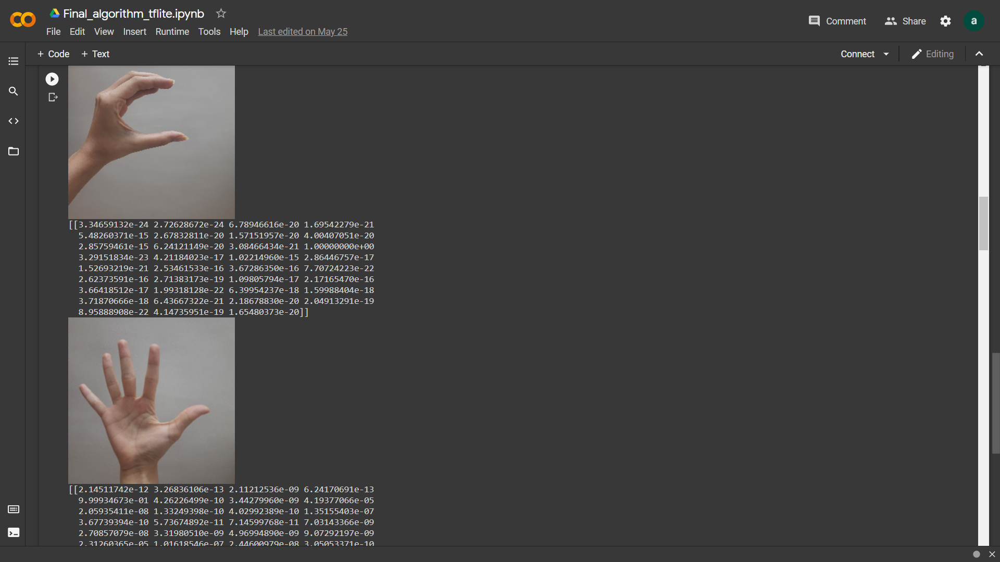 Final_algorithm_tflite.ipynb
File Edit View Insert Runtime Tools Help Last edited on May 25
Comment Share a
+ Code + Text
Connect Editing
[[3.34659132e-24 2.72628672e-24 6.78946616e-20 1.69542279e-21
5.48260371e-15 2.67832811e-20 1.57151957e-20 4.00407051e-20
2.85759461e-15 6.24121149e-20 3.08466434e-21 1.00000000e+00
3.29151834e-23 4.21184023e-17 1.02214960e-15 2.86446757e-17
1.52693219e-21 2.53461533e-16 3.67286350e-16 7.70724223e-22
2.62373591e-16 2.71383173e-19 1.09805794e-17 2.17165470e-16
3.66418512e-17 1.99318128e-22 6.39954237e-18 1.59988404e-18
3.71870666e-18 6.43667322e-21 2.18678830e-20 2.04913291e-19
8.95888908e-22 4.14735951e-19 1.65480373e-20]]
[[2.14511742e-12 3.26836106e-13 2.11212536e-09 6.24170691e-13
9.99934673e-01 4.26226499e-10 3.44279960e-09 4.19377066e-05
2.05935411e-08 1.33249398e-10 4.02992389e-10 1.35155403e-07
3.67739394e-10 5.73674892e-11 7.14599768e-11 7.03143366e-09
2.70857079e-08 3.31980510e-09 4.96994890e-09 9.07292197e-09
2.31260365e-05 1.01618546e-07 2.44600979e-08 3.05053371e-10